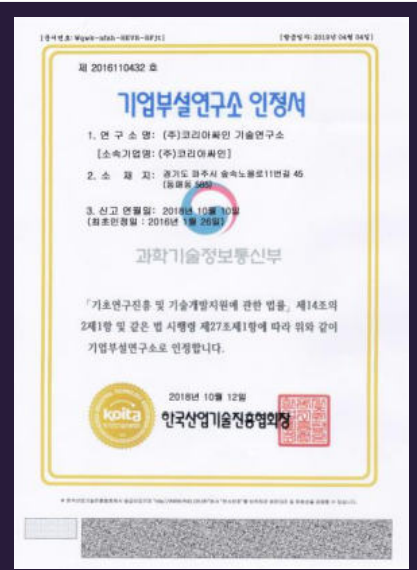 제 2016110432 호
기업부설연구소 인정서
1. 연 구 소 명: (주)코리아싸인 기술연구소
[소속기업명: (주)코리아싸인]
2. 소 재 지: 경기도 파주시 숲속노을로11번길 45
3. 신고 연월일: 2018년 10월 10일
(최초인정일 : 2016년 1월 26일)
과학기술정보통신부
「기초연구진흥 및 기술개발지원에 관한 법률」 제14조의
2제1항 및 같은 법 시행령 제27조제1항에 따라 위와 같이
기업부설연구소로 인정합니다.
2018년 10월 12일
koita
한국산업기술진흥협회장